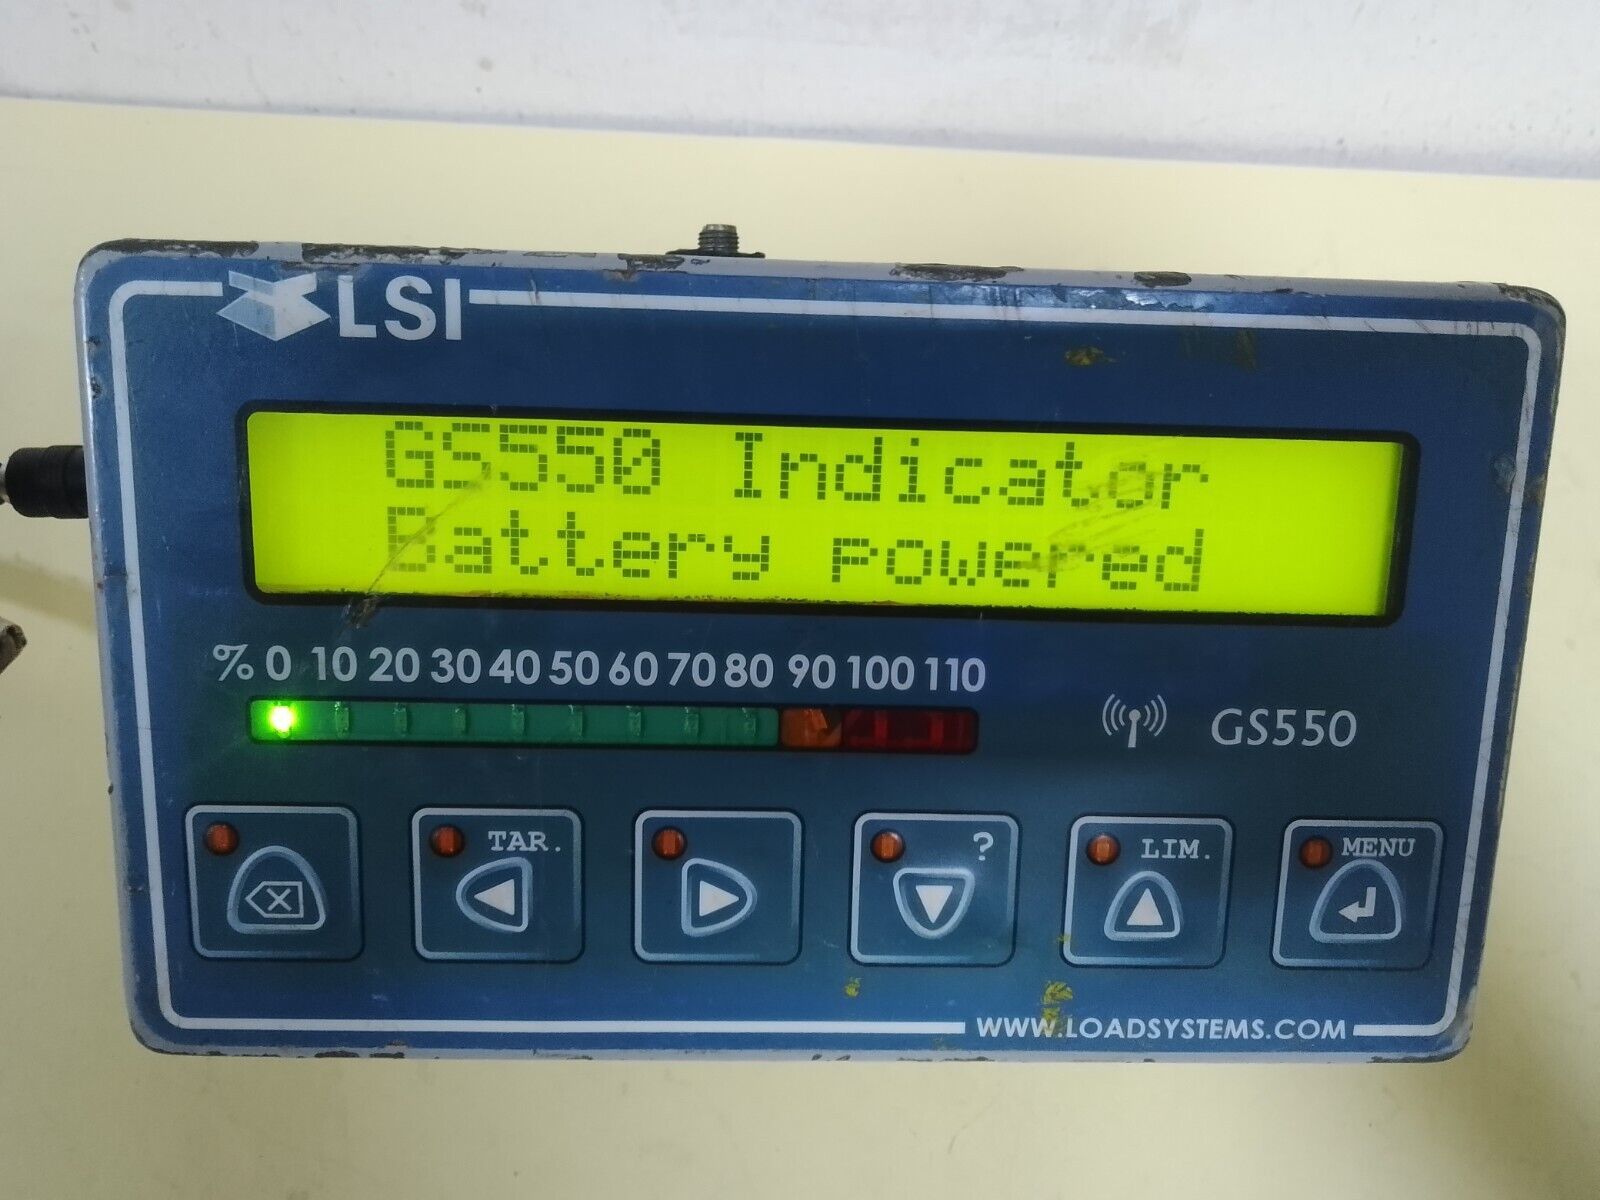 LSI
GS550 Indicator
Battery powered
% 0 10 20 30 40 50 60 70 80 90 100 110
GS550
TAR.
?
LIM.
MENU
WWW.LOADSYSTEMS.COM